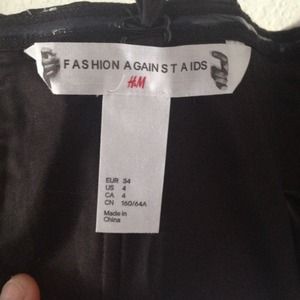 FASHION AGAINST AIDS
H&M
EUR 34
US 4
CA 4
CN 160/64A
Made in
China